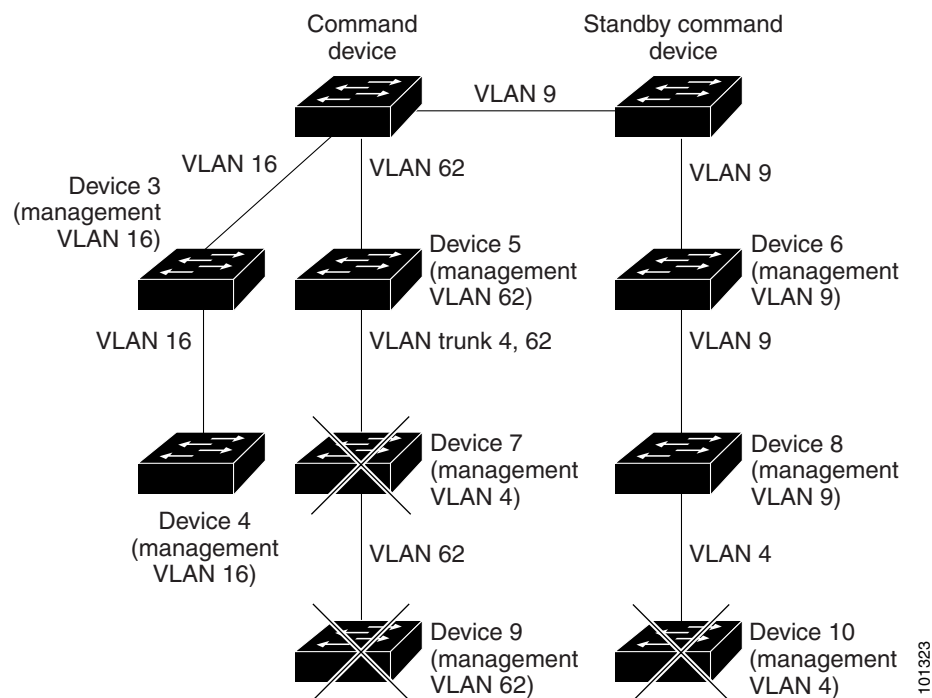 Command
device
Standby command
device
VLAN 9
VLAN 16
VLAN 62
VLAN 9
Device 3
(management
VLAN 16)
Device 5
(management
VLAN 62)
Device 6
(management
VLAN 9)
VLAN 16
VLAN trunk 4, 62
VLAN 9
Device 4
(management
VLAN 16)
Device 7
(management
VLAN 4)
Device 8
(management
VLAN 9)
VLAN 62
VLAN 4
Device 9
(management
VLAN 62)
Device 10
(management
VLAN 4)
101323